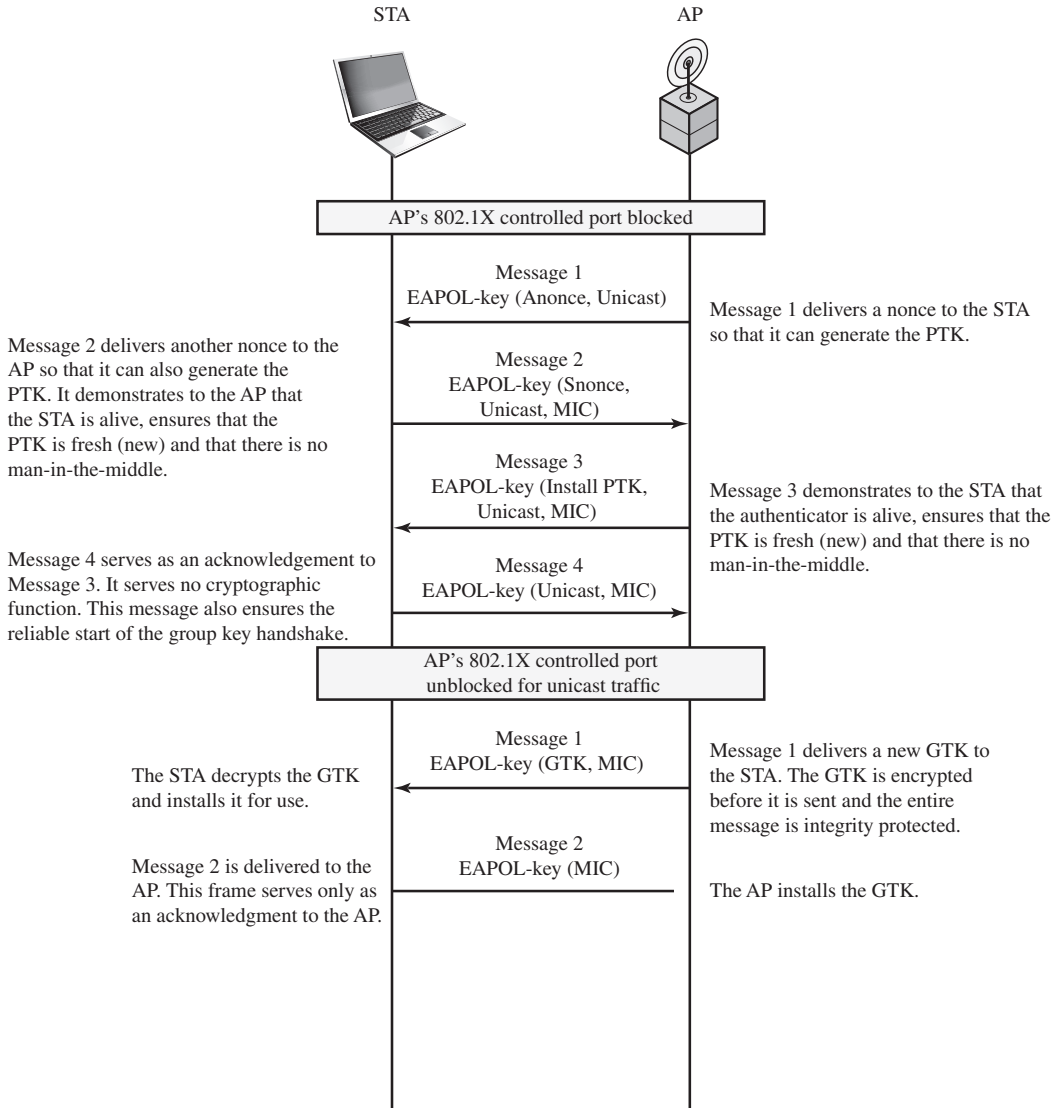 STA
AP
AP's 802.1X controlled port blocked
Message 1
EAPOL-key (Anonce, Unicast)
Message 1 delivers a nonce to the STA
so that it can generate the PTK.
Message 2 delivers another nonce to the
AP so that it can also generate the
PTK. It demonstrates to the AP that
the STA is alive, ensures that the
PTK is fresh (new) and that there is no
man-in-the-middle.
Message 2
EAPOL-key (Snonce,
Unicast, MIC)
Message 3
EAPOL-key (Install PTK,
Unicast, MIC)
Message 3 demonstrates to the STA that
the authenticator is alive, ensures that the
PTK is fresh (new) and that there is no
man-in-the-middle.
Message 4 serves as an acknowledgement to
Message 3. It serves no cryptographic
function. This message also ensures the
reliable start of the group key handshake.
Message 4
EAPOL-key (Unicast, MIC)
AP's 802.1X controlled port
unblocked for unicast traffic
Message 1
EAPOL-key (GTK, MIC)
Message 1 delivers a new GTK to
the STA. The GTK is encrypted
before it is sent and the entire
message is integrity protected.
The STA decrypts the GTK
and installs it for use.
Message 2
EAPOL-key (MIC)
Message 2 is delivered to the
AP. This frame serves only as
an acknowledgment to the AP.
The AP installs the GTK.